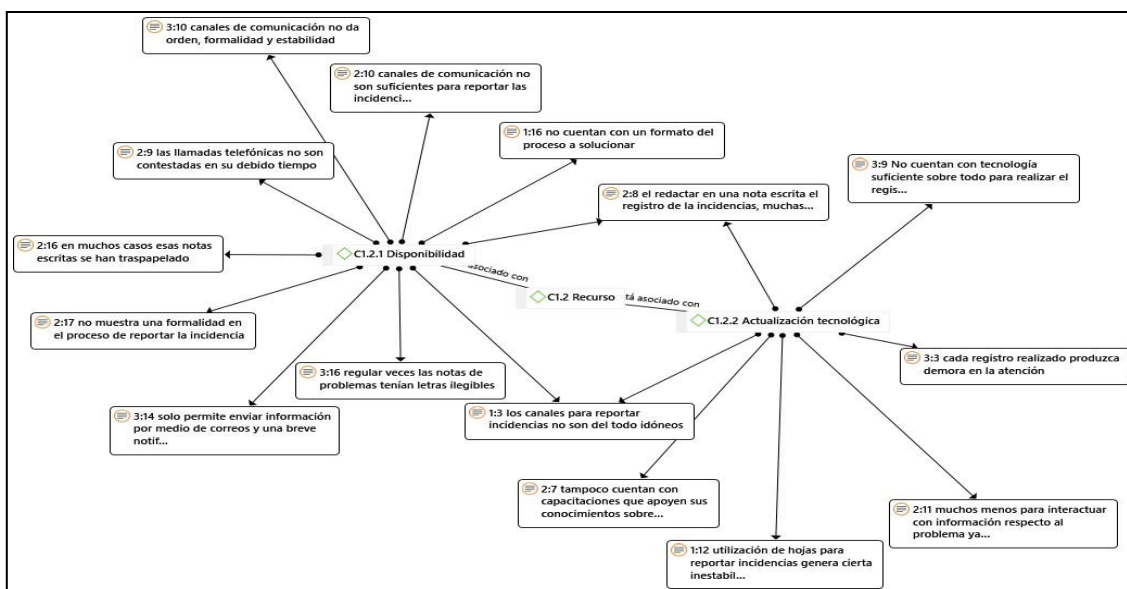 3:10 canales de comunicación no da
orden, formalidad y estabilidad
2:10 canales de comunicación no
son suficientes para reportar las
incidenci...
1:16 no cuentan con un formato del
proceso a solucionar
2:9 las llamadas telefónicas no son
contestadas en su debido tiempo
3:9 No cuentan con tecnología
suficiente sobre todo para realizar el
regis...
2:8 el redactar en una nota escrita el
registro de la incidencias, muchas...
2:16 en muchos casos esas notas
escritas se han traspapelado
C1.2.1 Disponibilidad
asociado con
C1.2 Recurso
tá asociado con
C1.2.2 Actualización tecnológica
2:17 no muestra una formalidad en
el proceso de reportar la incidencia
3:3 cada registro realizado produzca
demora en la atención
3:16 regular veces las notas de
problemas tenían letras ilegibles
3:14 solo permite enviar información
por medio de correos y una breve
notif...
1:3 los canales para reportar
incidencias no son del todo idóneos
2:7 tampoco cuentan con
capacitaciones que apoyen sus
conocimientos sobre...
2:11 muchos menos para interactuar
con información respecto al
problema ya...
1:12 utilización de hojas para
reportar incidencias genera cierta
inestabil...